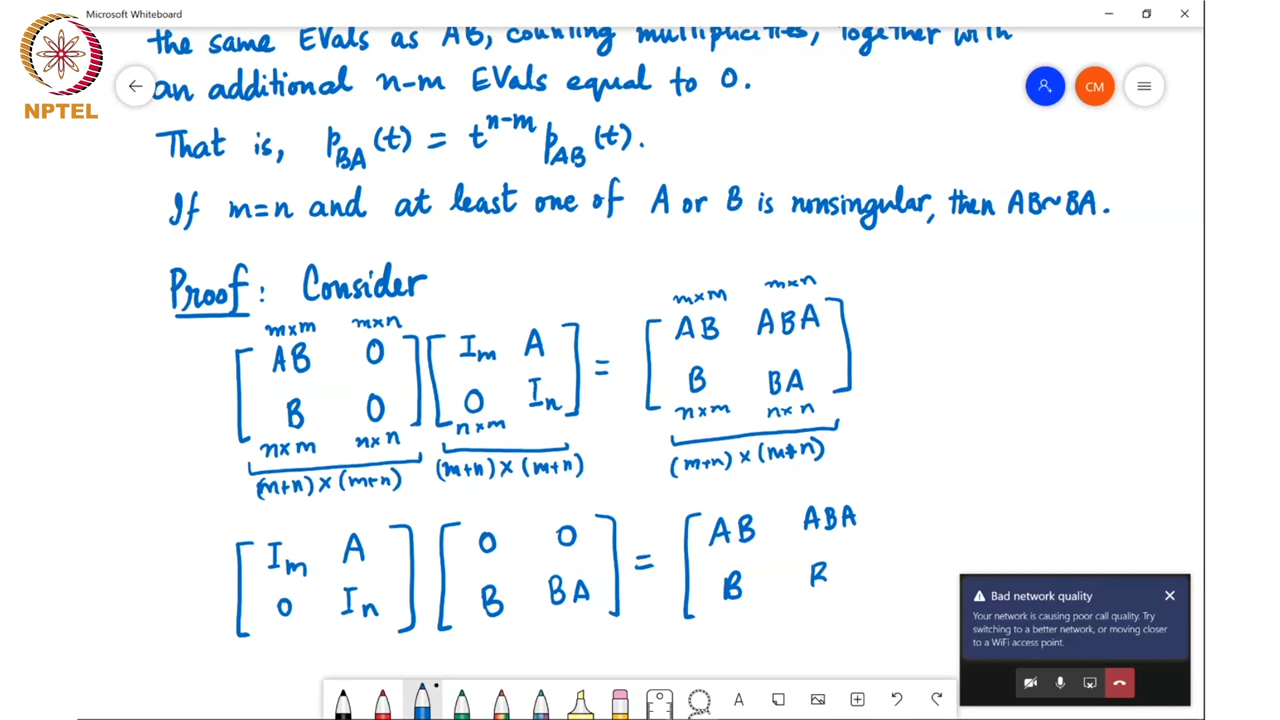 Microsoft Whiteboard
NPTEL
CM
the same EVals as AB, counting multiplicities, together with
an additional n-m EVals equal to 0.
That is, p_BA(t) = t^{n-m} p_AB(t).
If m=n and at least one of A or B is nonsingular, then AB~BA.
Proof: Consider
m×m m×n m×m m×n
[AB 0] [I_m A] = [AB ABA]
[B 0] [0 I_n] [B BA]
n×m n×n n×m n×m n×n
(m+n)×(m+n) (m+n)×(m+n) (m+n)×(m+n)
[I_m A] [0 0] = [AB ABA
[0 I_n] [B BA] [B B
Bad network quality
Your network is causing poor call quality. Try
switching to a better network, or moving closer
to a WiFi access point.
A